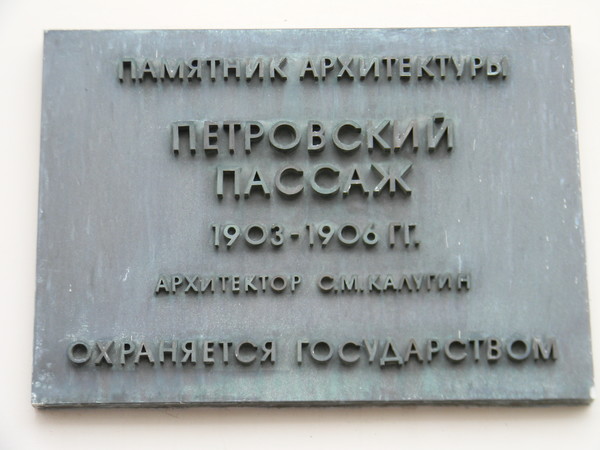 ПАМЯТНИК АРХИТЕКТУРЫ
ПЕТРОВСКИЙ
ПАССАЖ
1903-1906 ГГ.
АРХИТЕКТОР С.М. КАЛУГИН
ОХРАНЯЕТСЯ ГОСУДАРСТВОМ